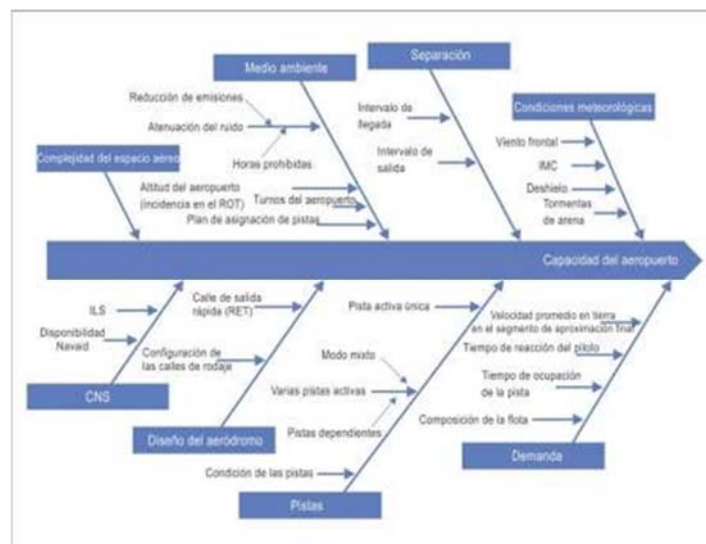 Separación
Medio ambiente
Condiciones meteorológicas
Complejidad del espacio aéreo
Reducción de emisiones
Atenuación del ruido
Horas prohibidas
Altitud del aeropuerto
(incidencia en el ROT)
Turnos del aeropuerto
Plan de asignación de pistas
Intervalo de
llegada
Intervalo de
salida
Viento frontal
IMC
Deshielo
Tormentas
de arena
Capacidad del aeropuerto
ILS
Disponibilidad
Navaid
CNS
Calle de salida
rápida (RET)
Configuración de
las calles de rodaje
Diseño del aeródromo
Pista activa única
Modo mixto
Varias pistas activas
Pistas dependientes
Condición de las pistas
Pistas
Velocidad promedio en tierra
en el segmento de aproximación final
Tiempo de reacción del piloto
Tiempo de ocupación
de la pista
Composición de la flota
Demanda